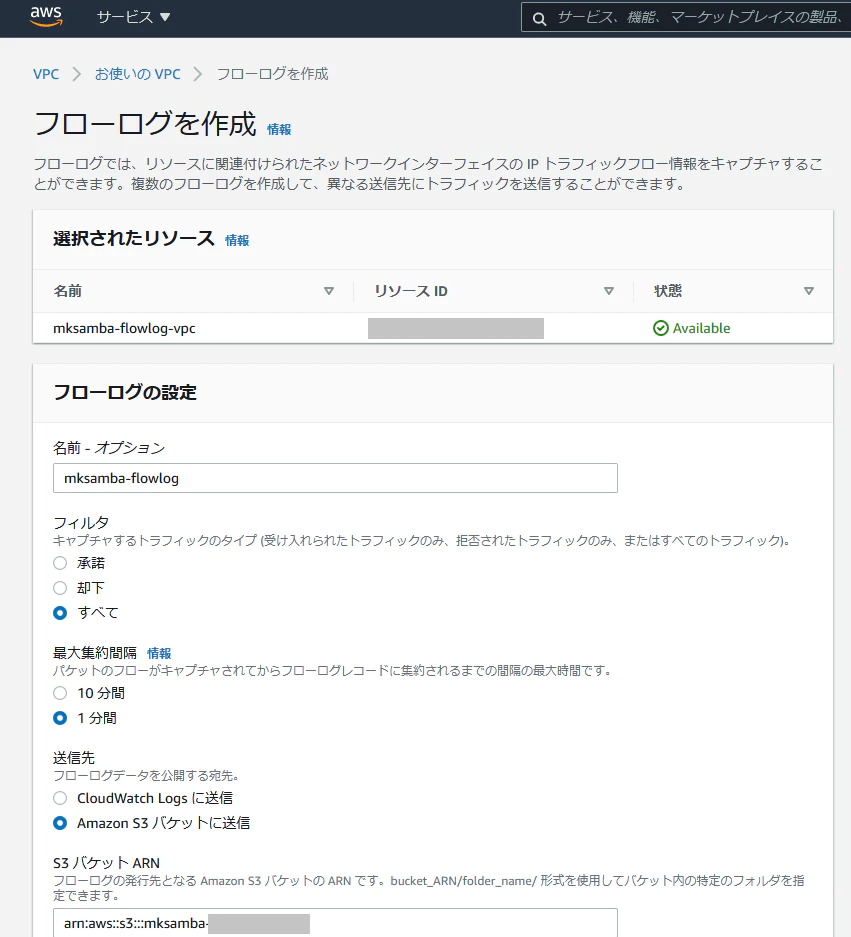 aws サービス ▼ サービス、機能、マーケットプレイスの製品、
VPC > お使いの VPC > フローログを作成
フローログを作成 情報
フローログでは、リソースに関連付けられたネットワークインターフェイスの IP トラフィックフロー情報をキャプチャするこ
とができます。複数のフローログを作成して、異なる送信先にトラフィックを送信することができます。
選択されたリソース 情報
名前 リソース ID 状態
mksamba-flowlog-vpc Available
フローログの設定
名前 - オプション
mksamba-flowlog
フィルタ
キャプチャするトラフィックのタイプ (受け入れられたトラフィックのみ、拒否されたトラフィックのみ、またはすべてのトラフィック)。
承諾
却下
すべて
最大集約間隔 情報
パケットのフローがキャプチャされてからフローログレコードに集約されるまでの間隔の最大時間です。
10 分間
1 分間
送信先
フローログデータを公開する宛先。
CloudWatch Logs に送信
Amazon S3 バケットに送信
S3 バケット ARN
フローログの発行先となる Amazon S3 バケットの ARN です。bucket_ARN/folder_name/ 形式を使用してバケット内の特定のフォルダを指
定できます。
arn:aws::s3:::mksamba-